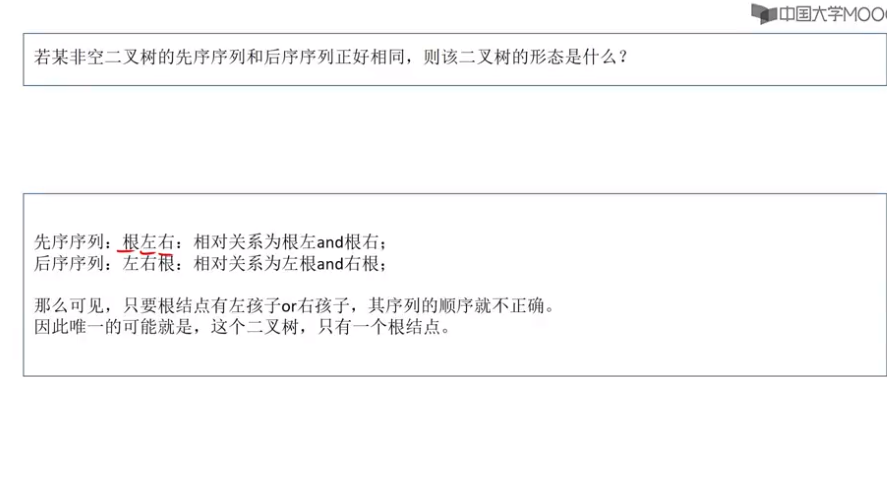 中国大学MOO
若某非空二叉树的先序序列和后序序列正好相同，则该二叉树的形态是什么？
先序序列：根左右：相对关系为根左and根右；
后序序列：左右根：相对关系为左根and右根；
那么可见，只要根结点有左孩子or右孩子，其序列的顺序就不正确。
因此唯一的可能就是，这个二叉树，只有一个根结点。